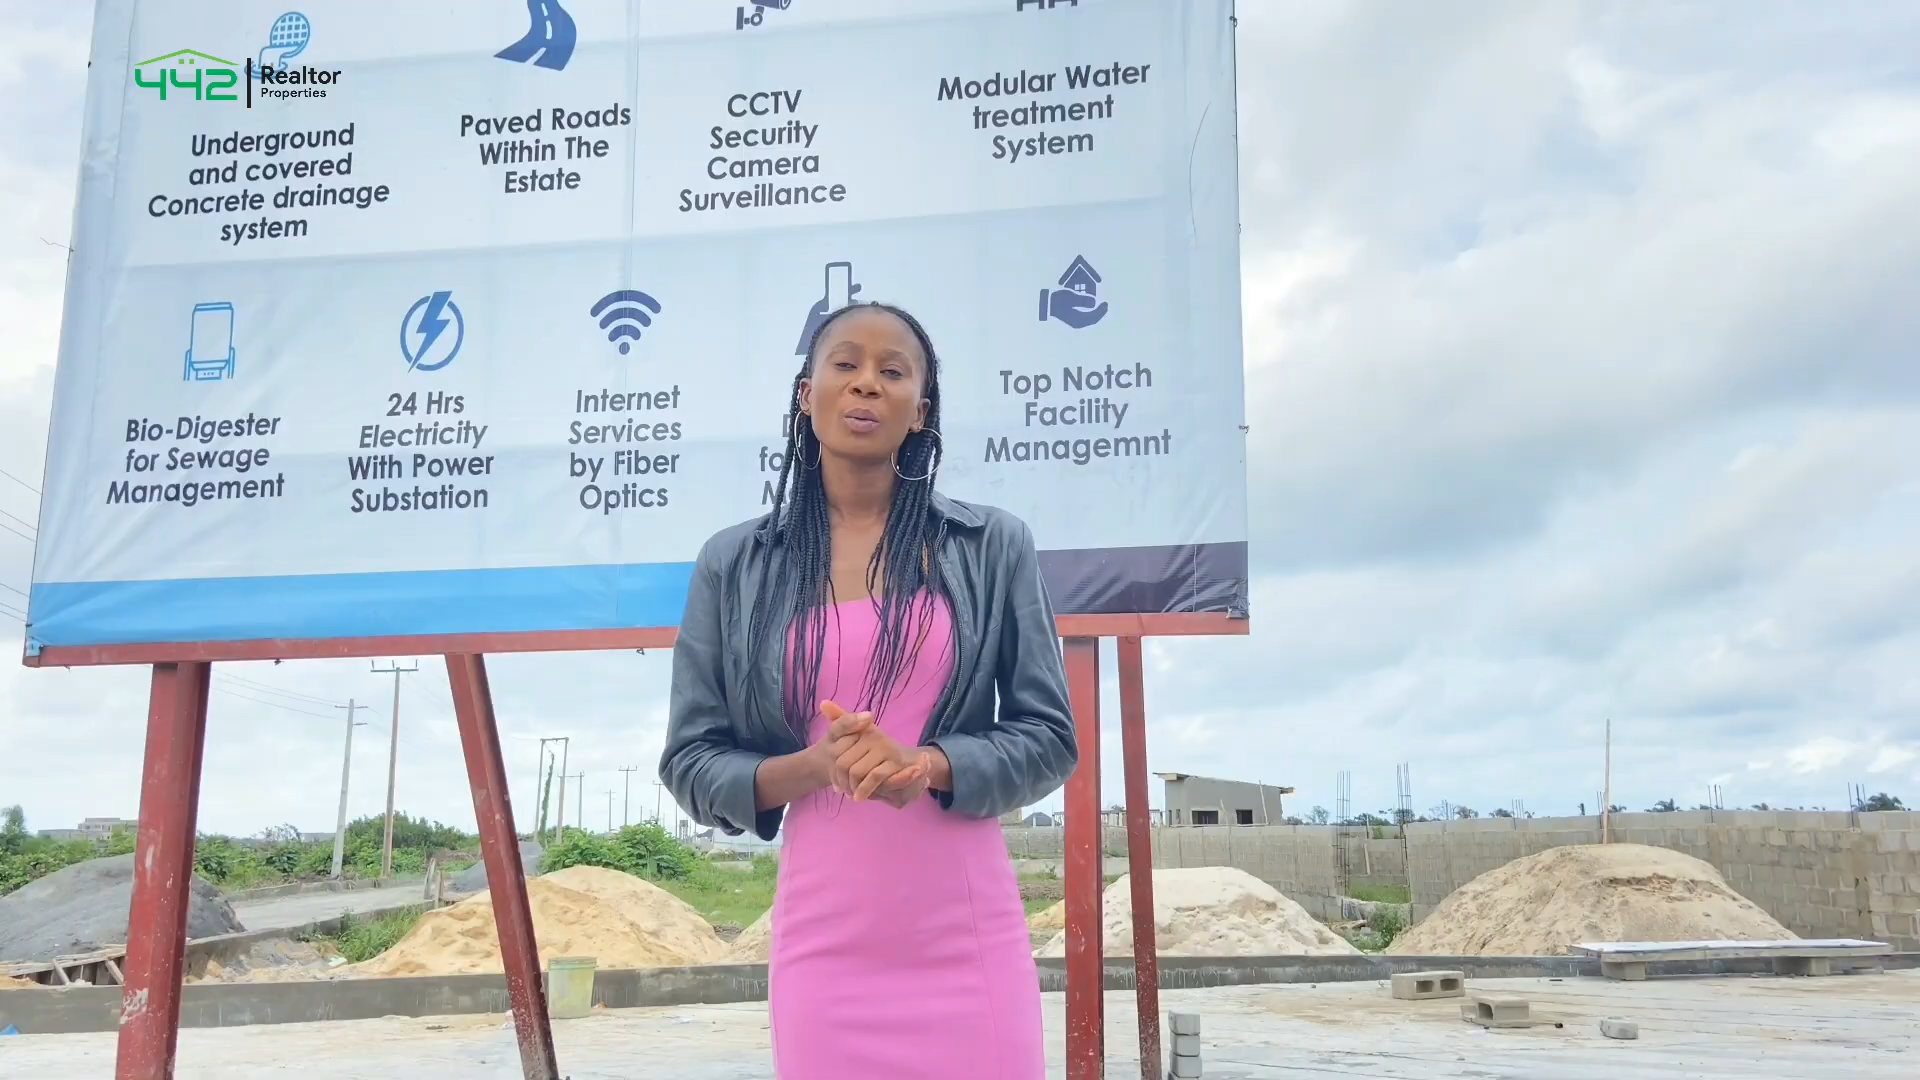 442 Realtor
Properties
Underground
and covered
Concrete drainage
system
Paved Roads
Within The
Estate
CCTV
Security
Camera
Surveillance
Modular Water
treatment
System
Bio-Digester
for Sewage
Management
24 Hrs
Electricity
With Power
Substation
Internet
Services
by Fiber
Optics
Top Notch
Facility
Managemnt